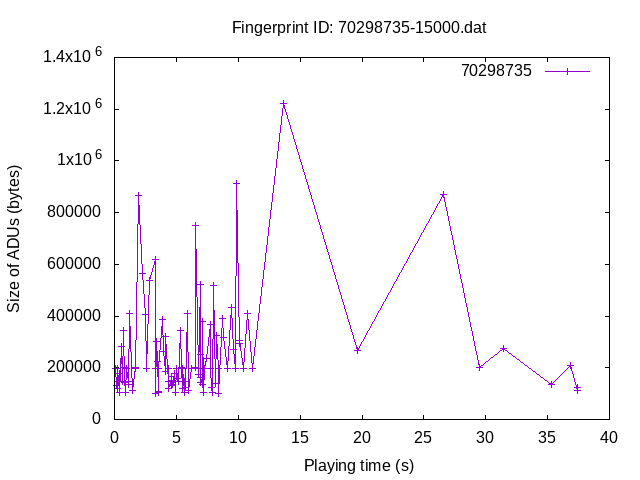 Fingerprint ID: 70298735-15000.dat
1.4x10^6
70298735
1.2x10^6
1x10^6
800000
600000
400000
200000
0
Size of ADUs (bytes)
0 5 10 15 20 25 30 35 40
Playing time (s)